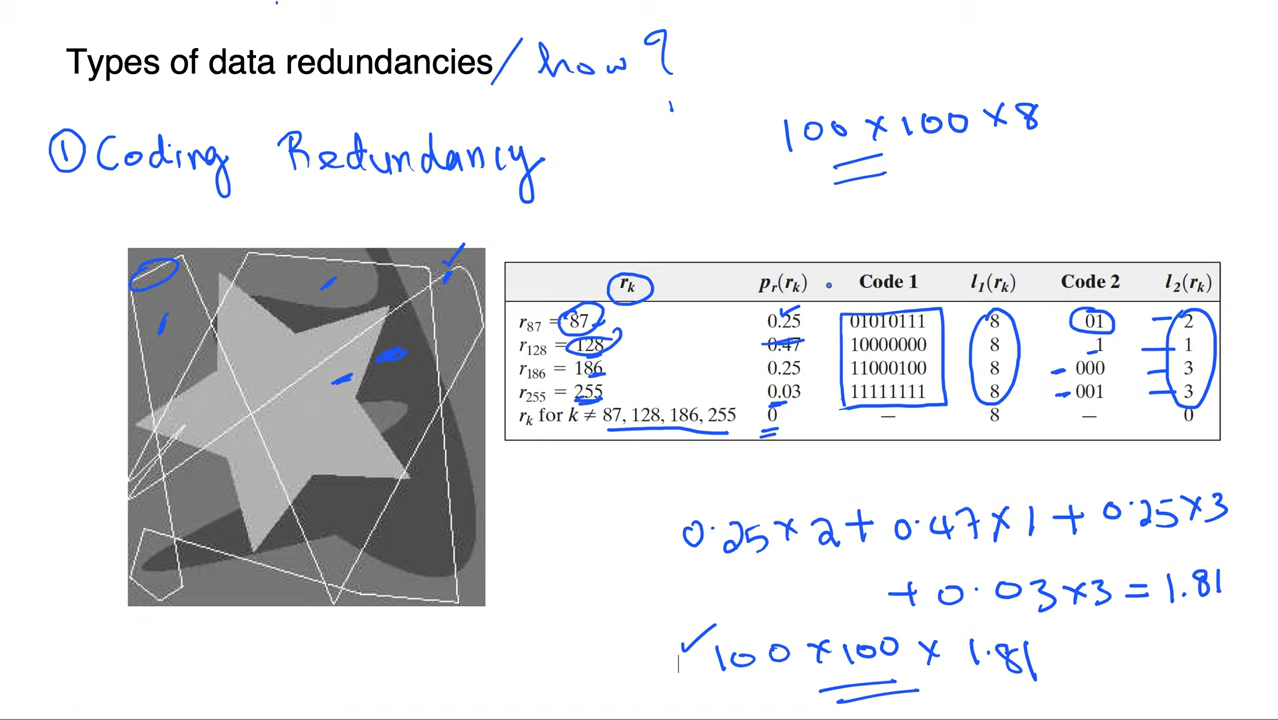 Types of data redundancies / how ?
① Coding Redundancy
100 × 100 × 8
r_k p_r(r_k) Code 1 l_1(r_k) Code 2 l_2(r_k)
r_87 = 87 0.25 01010111 8 01 2
r_128 = 128 0.47 10000000 8 1 1
r_186 = 186 0.25 11000100 8 000 3
r_255 = 255 0.03 11111111 8 001 3
r_k for k ≠ 87, 128, 186, 255 0 — 8 — 0
0.25 × 2 + 0.47 × 1 + 0.25 × 3
+ 0.03 × 3 = 1.81
100 × 100 × 1.81